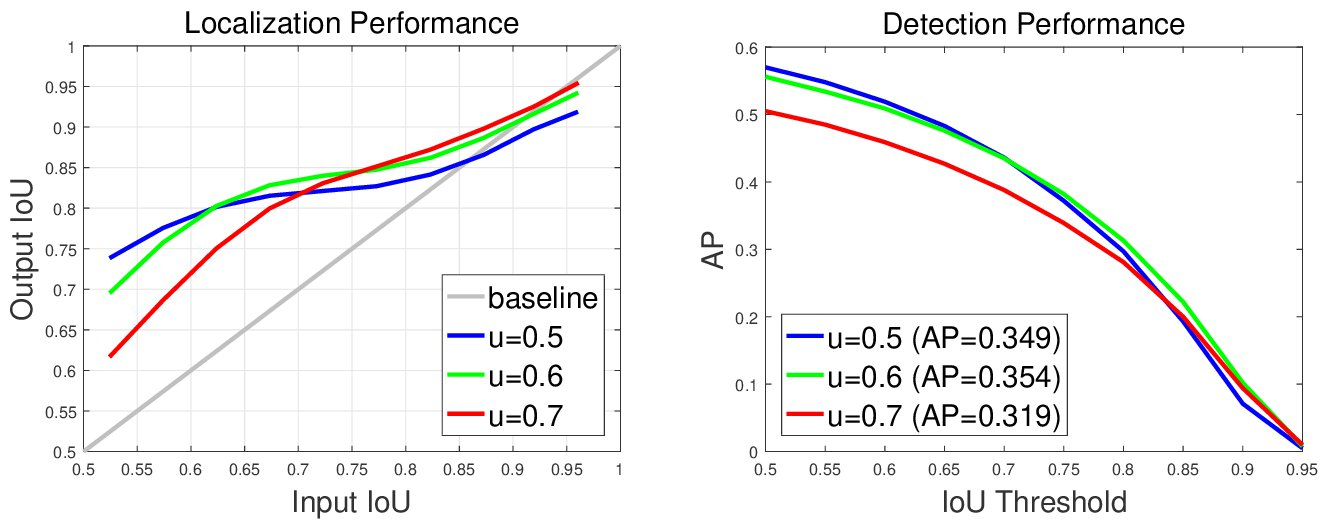 Localization Performance
1
0.95
0.9
0.85
0.8
0.75
0.7
0.65
0.6
0.55
0.5
Output IoU
baseline
u=0.5
u=0.6
u=0.7
0.5 0.55 0.6 0.65 0.7 0.75 0.8 0.85 0.9 0.95 1
Input IoU
Detection Performance
0.6
0.5
0.4
0.3
0.2
0.1
0
AP
u=0.5 (AP=0.349)
u=0.6 (AP=0.354)
u=0.7 (AP=0.319)
0.5 0.55 0.6 0.65 0.7 0.75 0.8 0.85 0.9 0.95
IoU Threshold